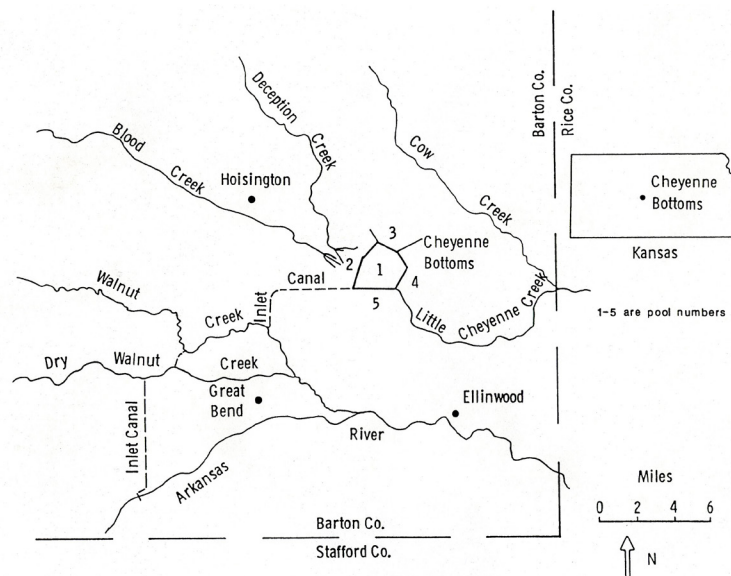 Barton Co.
Rice Co.
Deception
Creek
Cow
Creek
Blood
Creek
Hoisington
Cheyenne
Bottoms
Kansas
3
Cheyenne
Bottoms
2
1
4
5
Canal
Inlet
Walnut
Creek
Little
Cheyenne Creek
1-5 are pool numbers
Dry
Walnut
Creek
Great
Bend
Ellinwood
River
Inlet Canal
Arkansas
Miles
0 2 4 6
N
Barton Co.
Stafford Co.